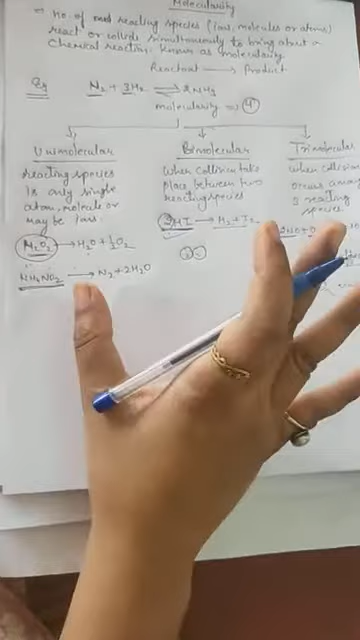 Molecularity
→ No. of reacting species (ions, molecules or atoms)
react or collide simultaneously to bring about a
chemical reaction known as molecularity.
Reactant → Product
Eg N₂ + 3H₂ ⇌ 2NH₃
molecularity ⇒ 4
Unimolecular
Reacting species
is only single
atom, molecule or
may be ions.
H₂O₂ → H₂O + ½O₂
NH₄NO₂ → N₂ + 2H₂O
Bimolecular
When collision take
place between two
reacting species
2HI → H₂ + I₂
Trimolecular
When collision
occurs among
3 reacting
species
2NO + O